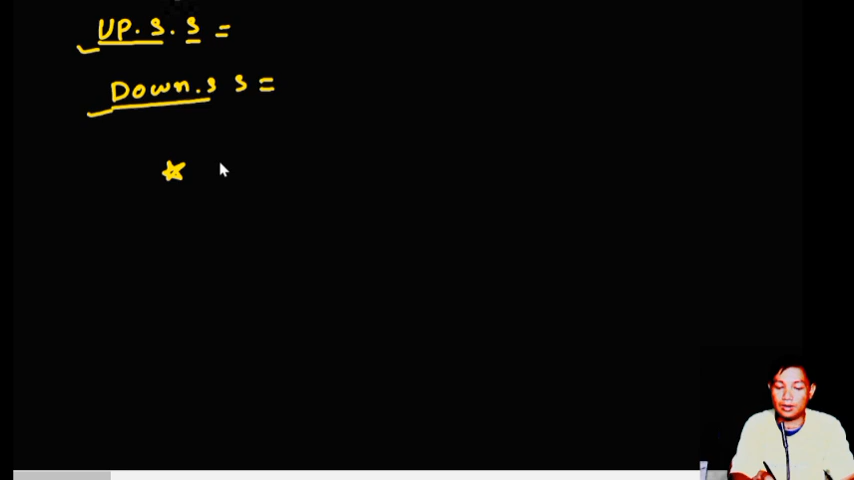 UP. S. S =
Down. S S =